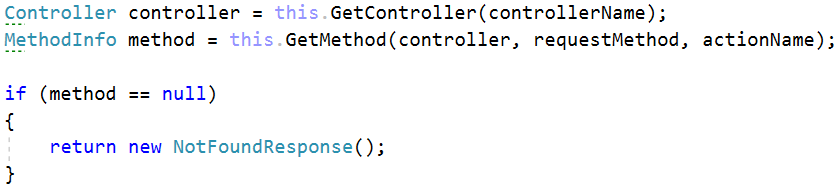 Controller controller = this.GetController(controllerName);
MethodInfo method = this.GetMethod(controller, requestMethod, actionName);
if (method == null)
{
return new NotFoundResponse();
}